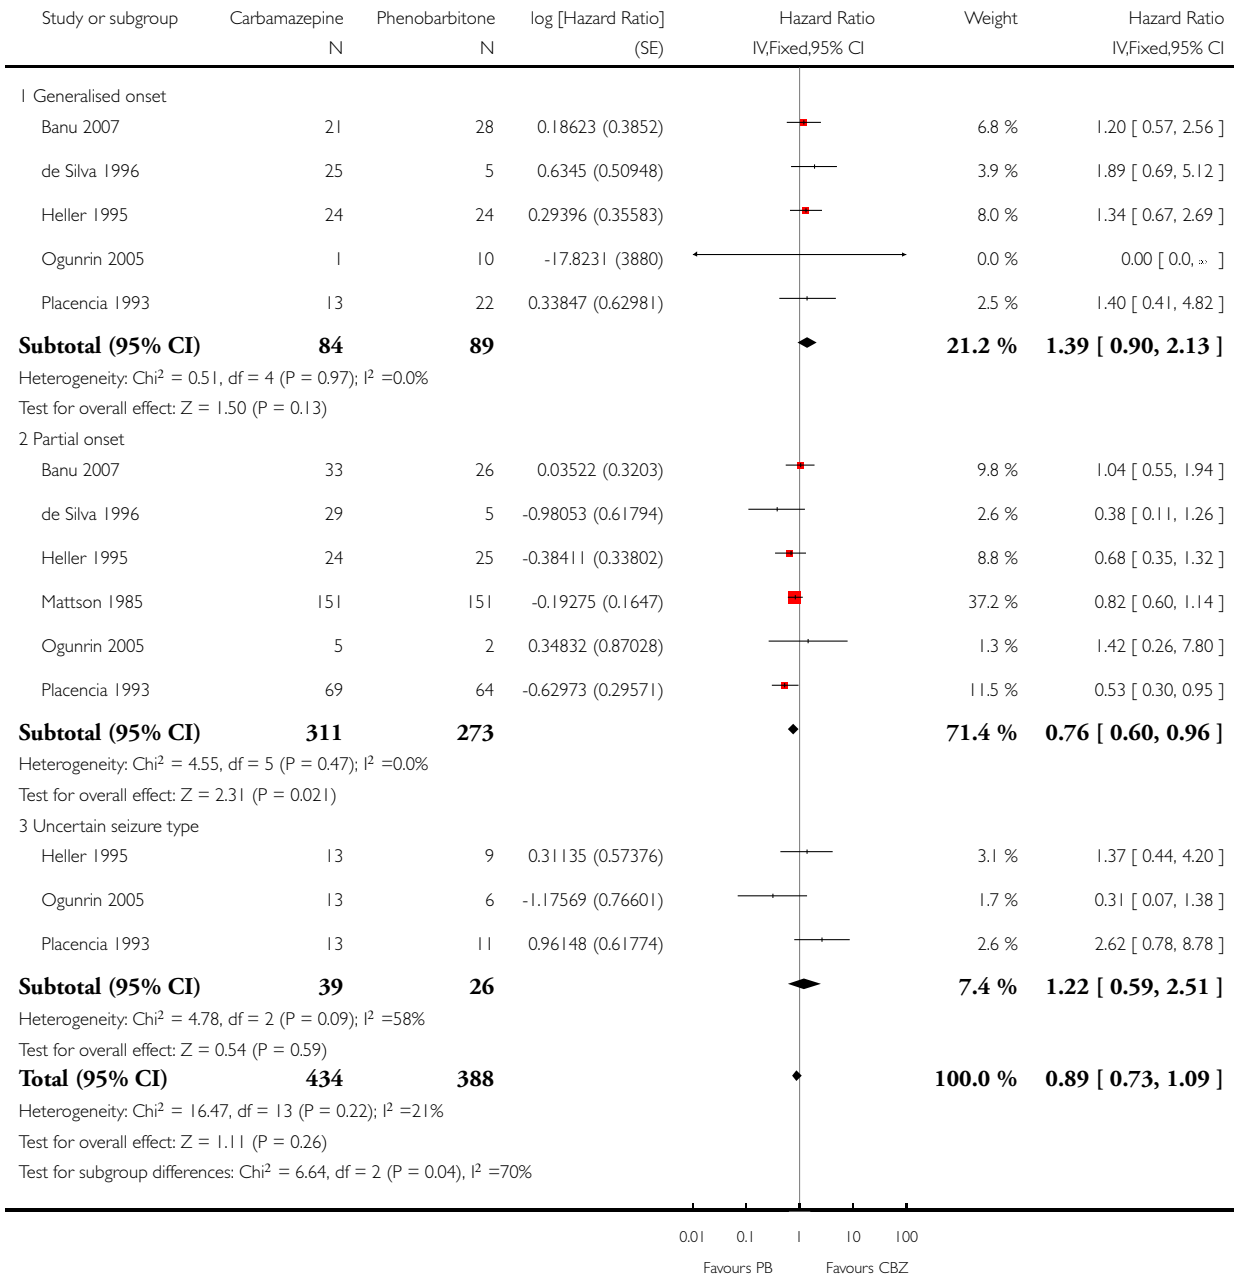 Study or subgroup Carbamazepine Phenobarbitone log [Hazard Ratio] Hazard Ratio Weight Hazard Ratio
N N (SE) IV,Fixed,95% CI IV,Fixed,95% CI
1 Generalised onset
Banu 2007 21 28 0.18623 (0.3852) 6.8 % 1.20 [ 0.57, 2.56 ]
de Silva 1996 25 5 0.6345 (0.50948) 3.9 % 1.89 [ 0.69, 5.12 ]
Heller 1995 24 24 0.29396 (0.35583) 8.0 % 1.34 [ 0.67, 2.69 ]
Ogunrin 2005 1 10 -17.8231 (3880) 0.0 % 0.00 [ 0.0, ]
Placencia 1993 13 22 0.33847 (0.62981) 2.5 % 1.40 [ 0.41, 4.82 ]
Subtotal (95% CI) 84 89 21.2 % 1.39 [ 0.90, 2.13 ]
Heterogeneity: Chi² = 0.51, df = 4 (P = 0.97); I² =0.0%
Test for overall effect: Z = 1.50 (P = 0.13)
2 Partial onset
Banu 2007 33 26 0.03522 (0.3203) 9.8 % 1.04 [ 0.55, 1.94 ]
de Silva 1996 29 5 -0.98053 (0.61794) 2.6 % 0.38 [ 0.11, 1.26 ]
Heller 1995 24 25 -0.38411 (0.33802) 8.8 % 0.68 [ 0.35, 1.32 ]
Mattson 1985 151 151 -0.19275 (0.1647) 37.2 % 0.82 [ 0.60, 1.14 ]
Ogunrin 2005 5 2 0.34832 (0.87028) 1.3 % 1.42 [ 0.26, 7.80 ]
Placencia 1993 69 64 -0.62973 (0.29571) 11.5 % 0.53 [ 0.30, 0.95 ]
Subtotal (95% CI) 311 273 71.4 % 0.76 [ 0.60, 0.96 ]
Heterogeneity: Chi² = 4.55, df = 5 (P = 0.47); I² =0.0%
Test for overall effect: Z = 2.31 (P = 0.021)
3 Uncertain seizure type
Heller 1995 13 9 0.31135 (0.57376) 3.1 % 1.37 [ 0.44, 4.20 ]
Ogunrin 2005 13 6 -1.17569 (0.76601) 1.7 % 0.31 [ 0.07, 1.38 ]
Placencia 1993 13 11 0.96148 (0.61774) 2.6 % 2.62 [ 0.78, 8.78 ]
Subtotal (95% CI) 39 26 7.4 % 1.22 [ 0.59, 2.51 ]
Heterogeneity: Chi² = 4.78, df = 2 (P = 0.09); I² =58%
Test for overall effect: Z = 0.54 (P = 0.59)
Total (95% CI) 434 388 100.0 % 0.89 [ 0.73, 1.09 ]
Heterogeneity: Chi² = 16.47, df = 13 (P = 0.22); I² =21%
Test for overall effect: Z = 1.11 (P = 0.26)
Test for subgroup differences: Chi² = 6.64, df = 2 (P = 0.04), I² =70%
0.01 0.1 1 10 100
Favours PB Favours CBZ